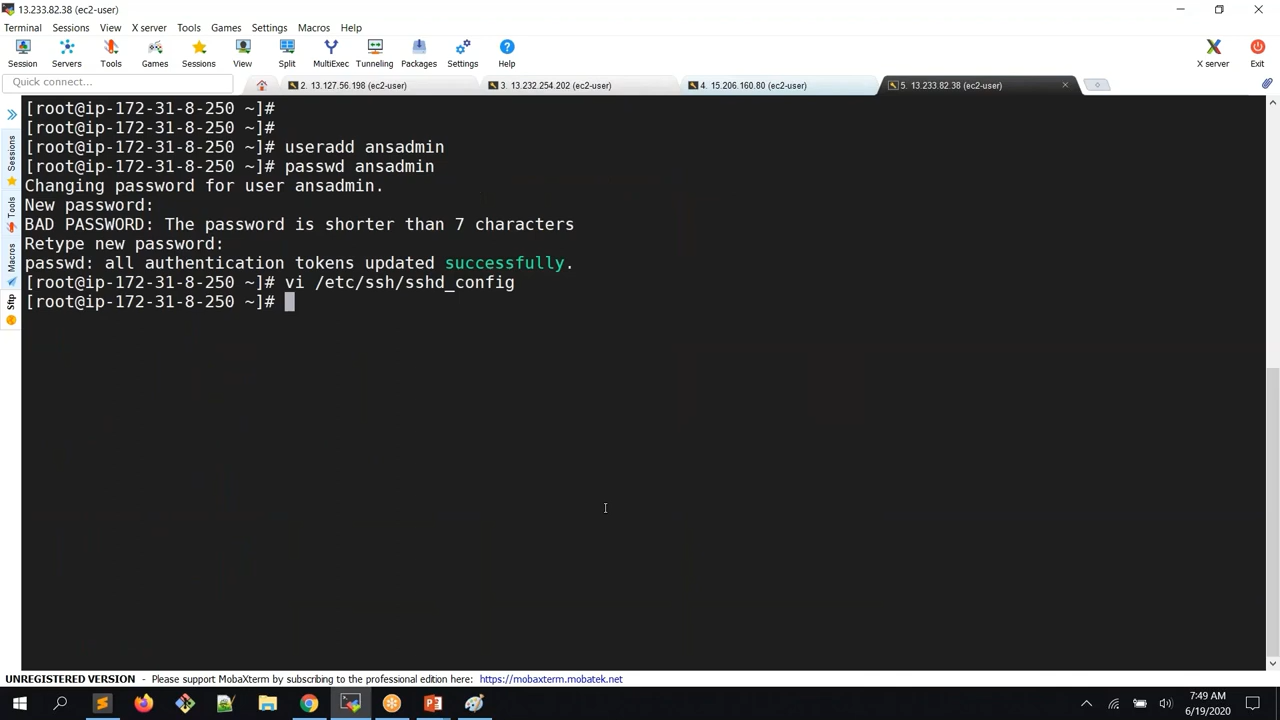 13.233.82.38 (ec2-user)
Terminal Sessions View X server Tools Games Settings Macros Help
Session Servers Tools Games Sessions View Split MultiExec Tunneling Packages Settings Help X server Exit
Quick connect...
2. 13.127.56.198 (ec2-user)
3. 13.232.254.202 (ec2-user)
4. 15.206.160.80 (ec2-user)
5. 13.233.82.38 (ec2-user)
Sessions
Tools
Macros
Sftp
[root@ip-172-31-8-250 ~]#
[root@ip-172-31-8-250 ~]#
[root@ip-172-31-8-250 ~]# useradd ansadmin
[root@ip-172-31-8-250 ~]# passwd ansadmin
Changing password for user ansadmin.
New password:
BAD PASSWORD: The password is shorter than 7 characters
Retype new password:
passwd: all authentication tokens updated successfully.
[root@ip-172-31-8-250 ~]# vi /etc/ssh/sshd_config
[root@ip-172-31-8-250 ~]#
UNREGISTERED VERSION - Please support MobaXterm by subscribing to the professional edition here: https://mobaxterm.mobatek.net
7:49 AM
6/19/2020